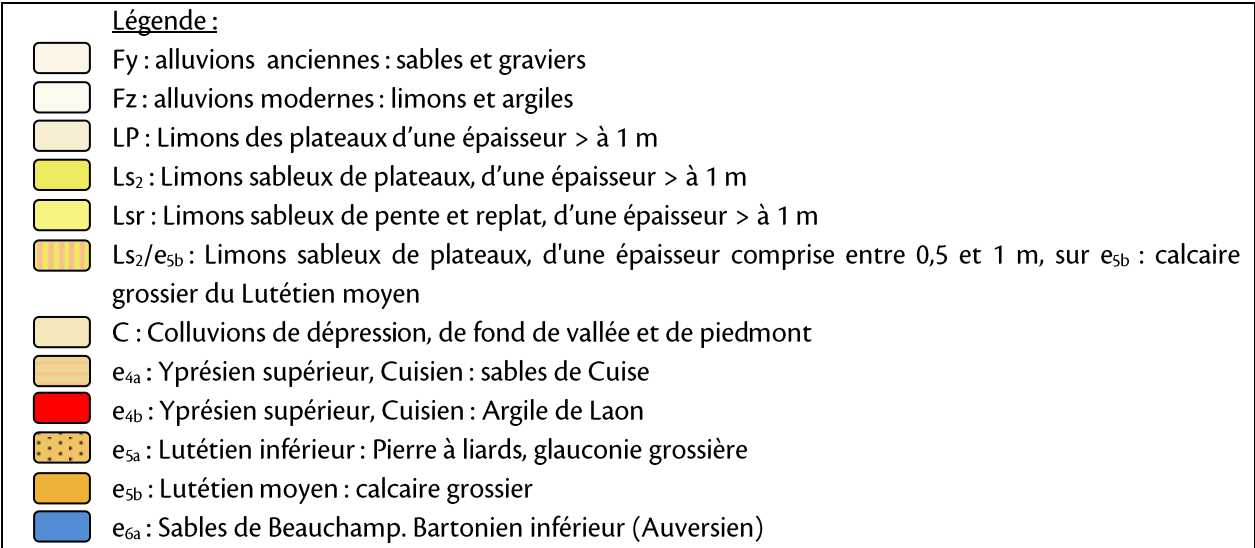 Légende :
Fy : alluvions anciennes : sables et graviers
Fz : alluvions modernes : limons et argiles
LP : Limons des plateaux d’une épaisseur > à 1 m
Ls₂ : Limons sableux de plateaux, d’une épaisseur > à 1 m
Lsr : Limons sableux de pente et replat, d’une épaisseur > à 1 m
Ls₂/e₅b : Limons sableux de plateaux, d'une épaisseur comprise entre 0,5 et 1 m, sur e₅b : calcaire
grossier du Lutétien moyen
C : Colluvions de dépression, de fond de vallée et de piedmont
e₄a : Yprésien supérieur, Cuisien : sables de Cuise
e₄b : Yprésien supérieur, Cuisien : Argile de Laon
e₅a : Lutétien inférieur : Pierre à liards, glauconie grossière
e₅b : Lutétien moyen : calcaire grossier
e₆a : Sables de Beauchamp. Bartonien inférieur (Auversien)